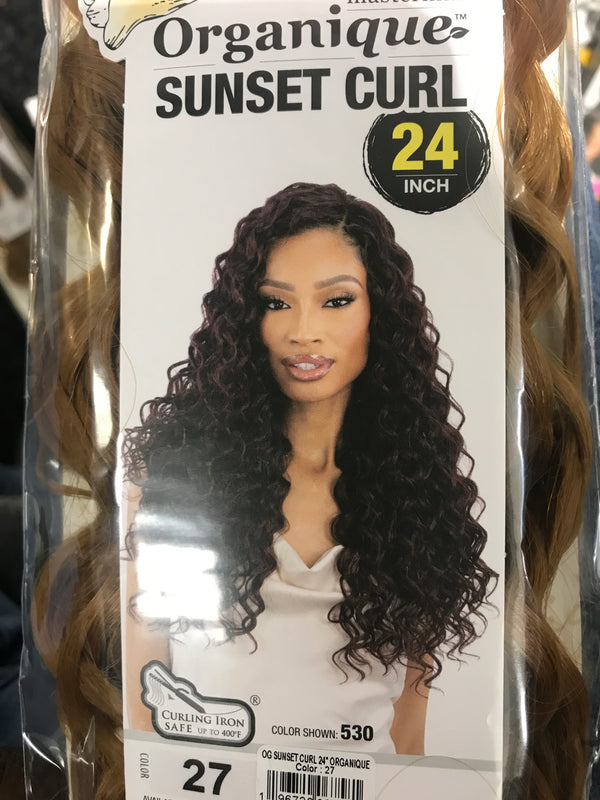 Organique™
SUNSET CURL
24
INCH
CURLING IRON
SAFE UP TO 400°F
®
COLOR SHOWN: 530
COLOR
27
OG SUNSET CURL 24" ORGANIQUE
Color : 27